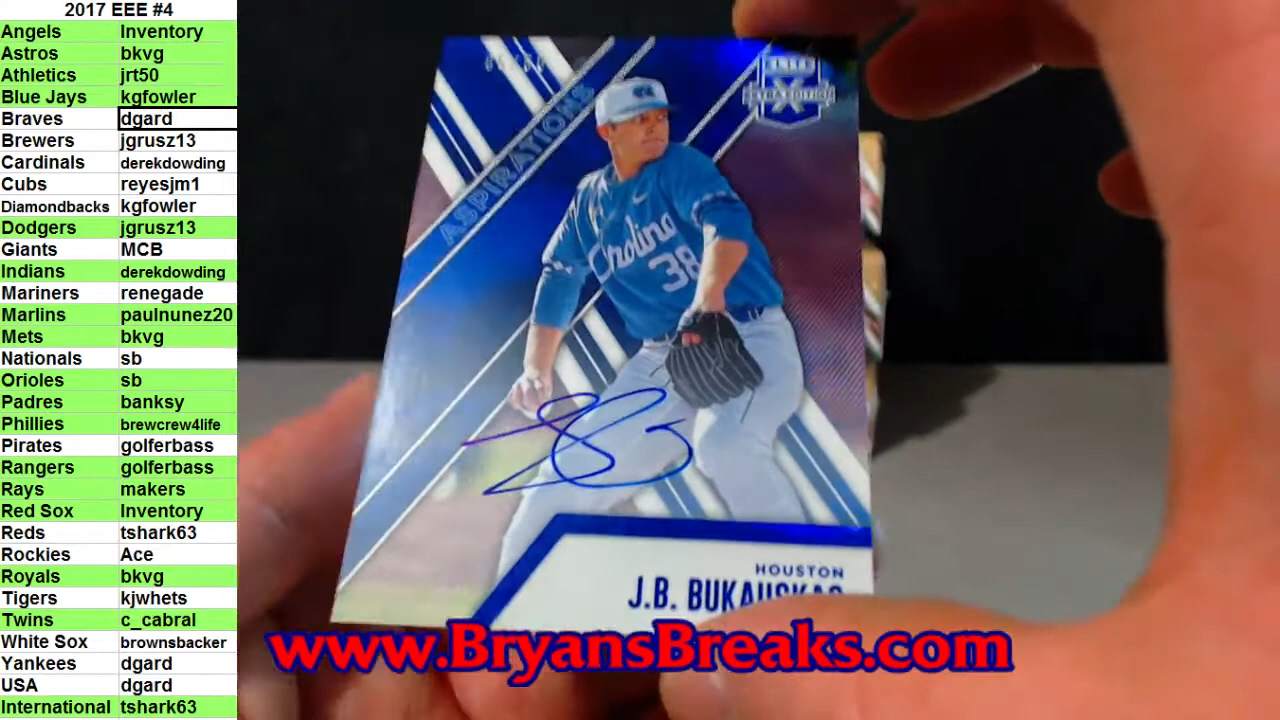 2017 EEE #4
Angels Inventory
Astros bkvg
Athletics jrt50
Blue Jays kgfowler
Braves dgard
Brewers jgrusz13
Cardinals derekdowding
Cubs reyesjm1
Diamondbacks kgfowler
Dodgers jgrusz13
Giants MCB
Indians derekdowding
Mariners renegade
Marlins paulnunez20
Mets bkvg
Nationals sb
Orioles sb
Padres banksy
Phillies brewcrew4life
Pirates golferbass
Rangers golferbass
Rays makers
Red Sox Inventory
Reds tshark63
Rockies Ace
Royals bkvg
Tigers kjwhets
Twins c_cabral
White Sox brownsbacker
Yankees dgard
USA dgard
International tshark63
ELITE
EXTRA EDITION
ASPIRATIONS
Carolina
38
HOUSTON
J.B. BUKAUSKAS
www.BryansBreaks.com